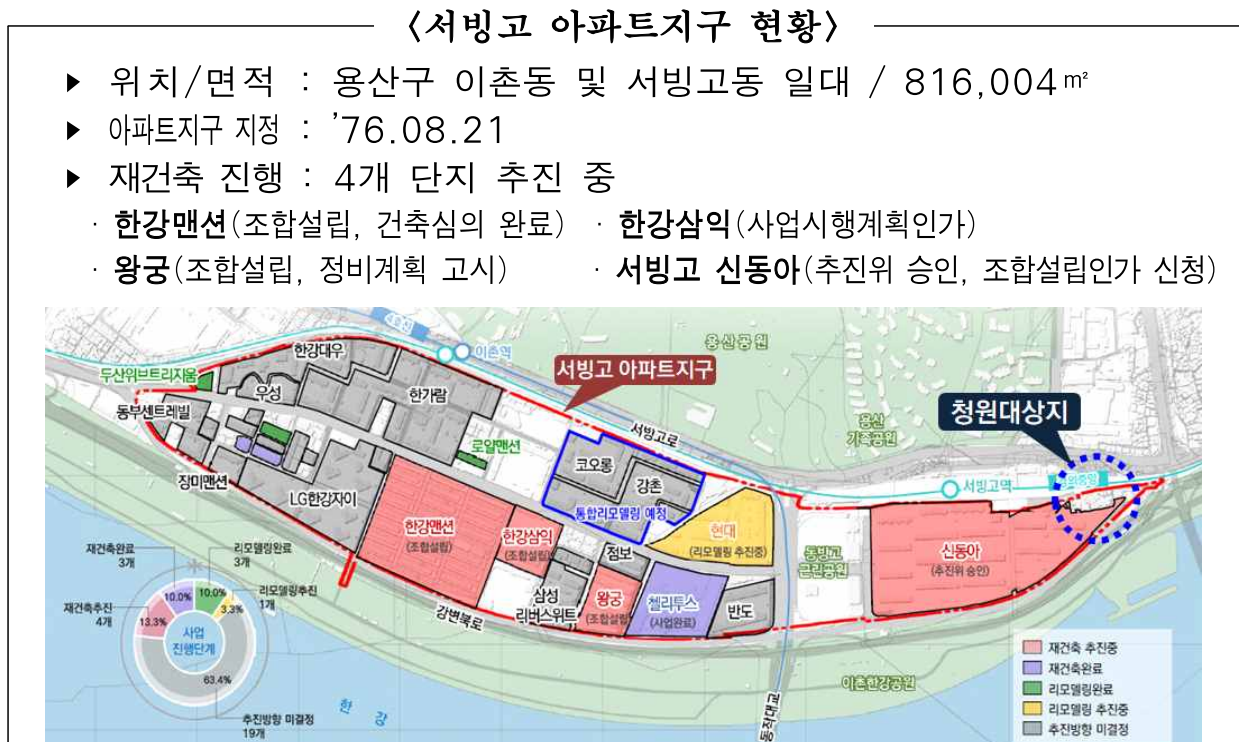 〈서빙고 아파트지구 현황〉
▶ 위치/면적 : 용산구 이촌동 및 서빙고동 일대 / 816,004㎡
▶ 아파트지구 지정 : '76.08.21
▶ 재건축 진행 : 4개 단지 추진 중
· 한강맨션(조합설립, 건축심의 완료) · 한강삼익(사업시행계획인가)
· 왕궁(조합설립, 정비계획 고시) · 서빙고 신동아(추진위 승인, 조합설립인가 신청)
4호선
이촌역
용산공원
한강대우
두산위브트리지움
우성
한가람
서빙고 아파트지구
동부센트레빌
로얄맨션
서빙고로
용산
가족공원
청원대상지
코오롱
강촌
통합리모델링 예정
서빙고역
경의중앙
장미맨션
LG한강자이
한강맨션
(조합설립)
한강삼익
(조합설립)
점보
현대
(리모델링 추진중)
동빙고
근린공원
신동아
(추진위 승인)
삼성
리버스위트
왕궁
(조합설립)
첼리투스
(사업완료)
반도
강변북로
이촌한강공원
동작대교
한강
재건축완료
3개
리모델링완료
3개
리모델링추진
1개
재건축추진
4개
10.0%
10.0%
3.3%
13.3%
63.4%
사업
진행단계
추진방향 미결정
19개
재건축 추진중
재건축완료
리모델링완료
리모델링 추진중
추진방향 미결정